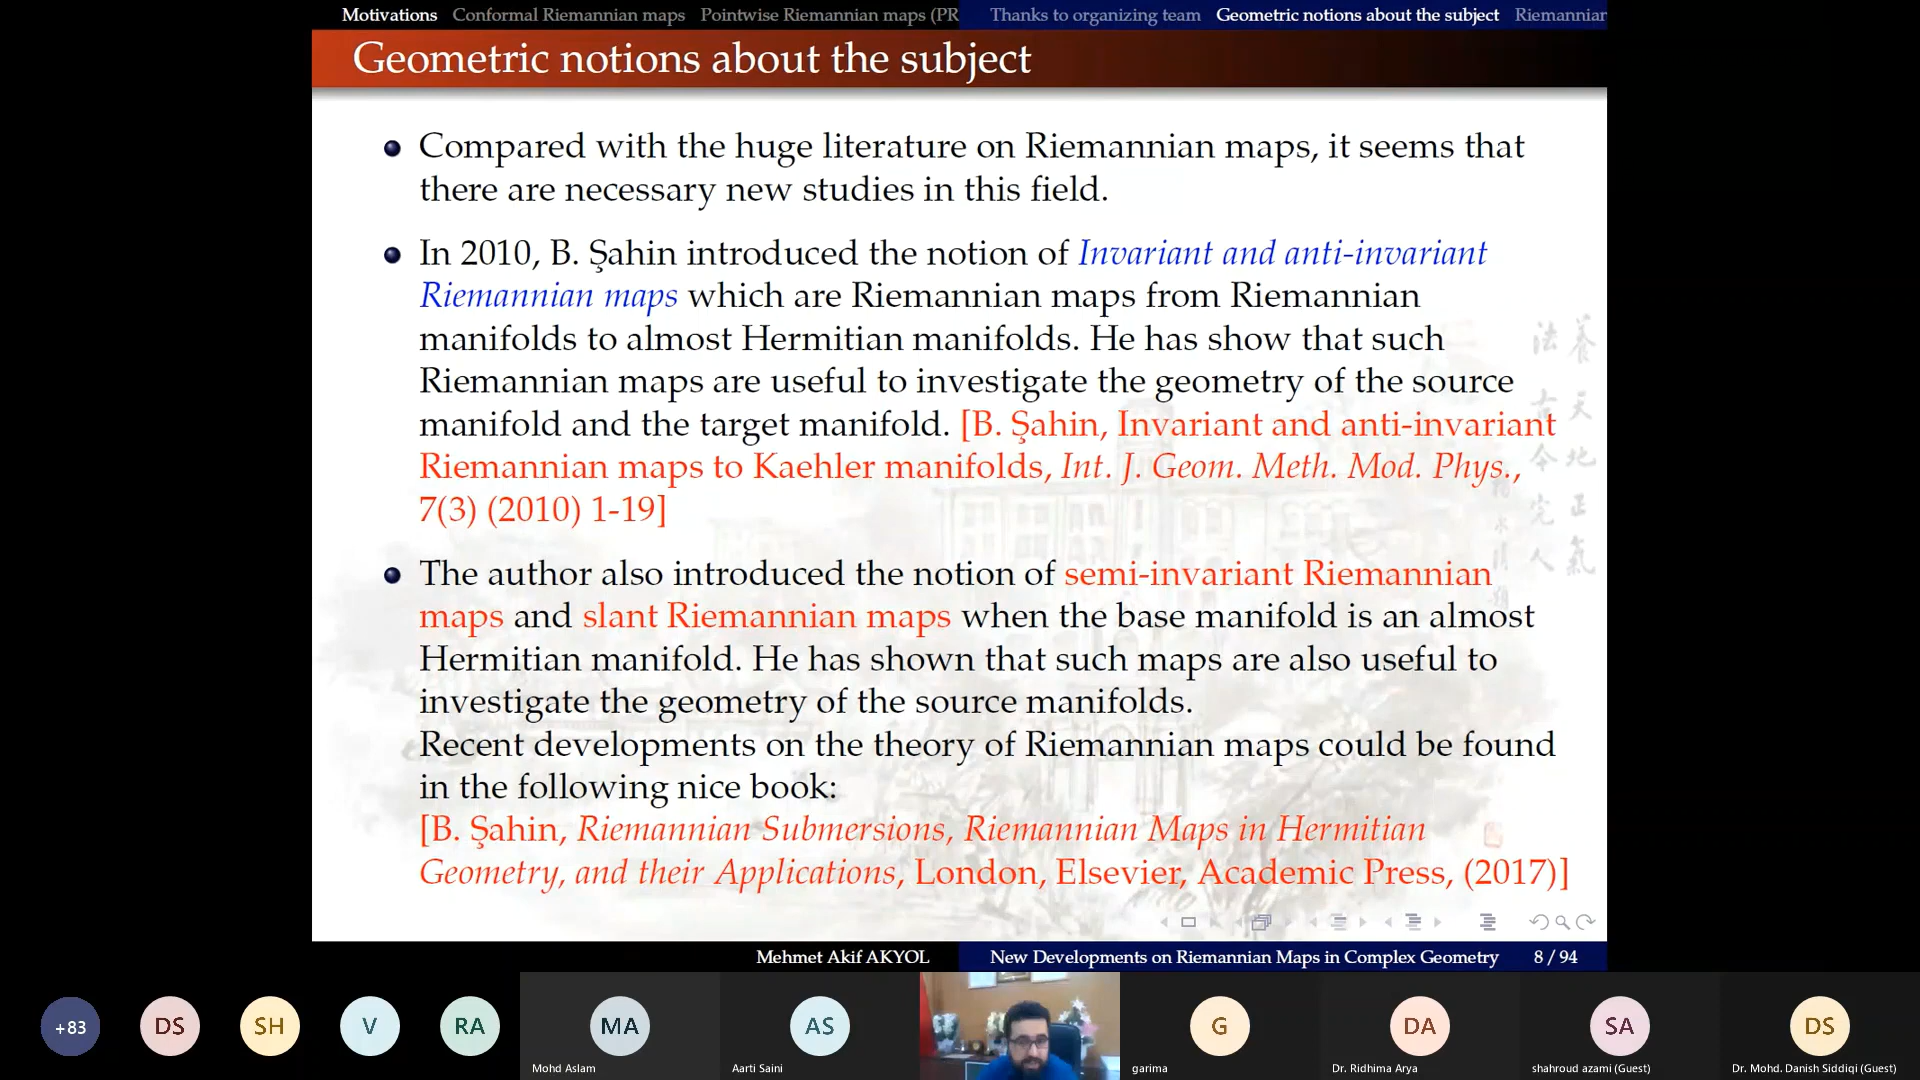 Motivations Conformal Riemannian maps Pointwise Riemannian maps (PR
Thanks to organizing team Geometric notions about the subject Riemannian
Geometric notions about the subject
Compared with the huge literature on Riemannian maps, it seems that
there are necessary new studies in this field.
In 2010, B. Şahin introduced the notion of Invariant and anti-invariant
Riemannian maps which are Riemannian maps from Riemannian
manifolds to almost Hermitian manifolds. He has show that such
Riemannian maps are useful to investigate the geometry of the source
manifold and the target manifold. [B. Şahin, Invariant and anti-invariant
Riemannian maps to Kaehler manifolds, Int. J. Geom. Meth. Mod. Phys.,
7(3) (2010) 1-19]
The author also introduced the notion of semi-invariant Riemannian
maps and slant Riemannian maps when the base manifold is an almost
Hermitian manifold. He has shown that such maps are also useful to
investigate the geometry of the source manifolds.
Recent developments on the theory of Riemannian maps could be found
in the following nice book:
[B. Şahin, Riemannian Submersions, Riemannian Maps in Hermitian
Geometry, and their Applications, London, Elsevier, Academic Press, (2017)]
養天地正氣
法古今完人
Mehmet Akif AKYOL New Developments on Riemannian Maps in Complex Geometry 8 / 94
+83 DS SH V RA MA AS G DA SA DS
Mohd Aslam Aarti Saini garima Dr. Ridhima Arya shahroud azami (Guest) Dr. Mohd. Danish Siddiqi (Guest)